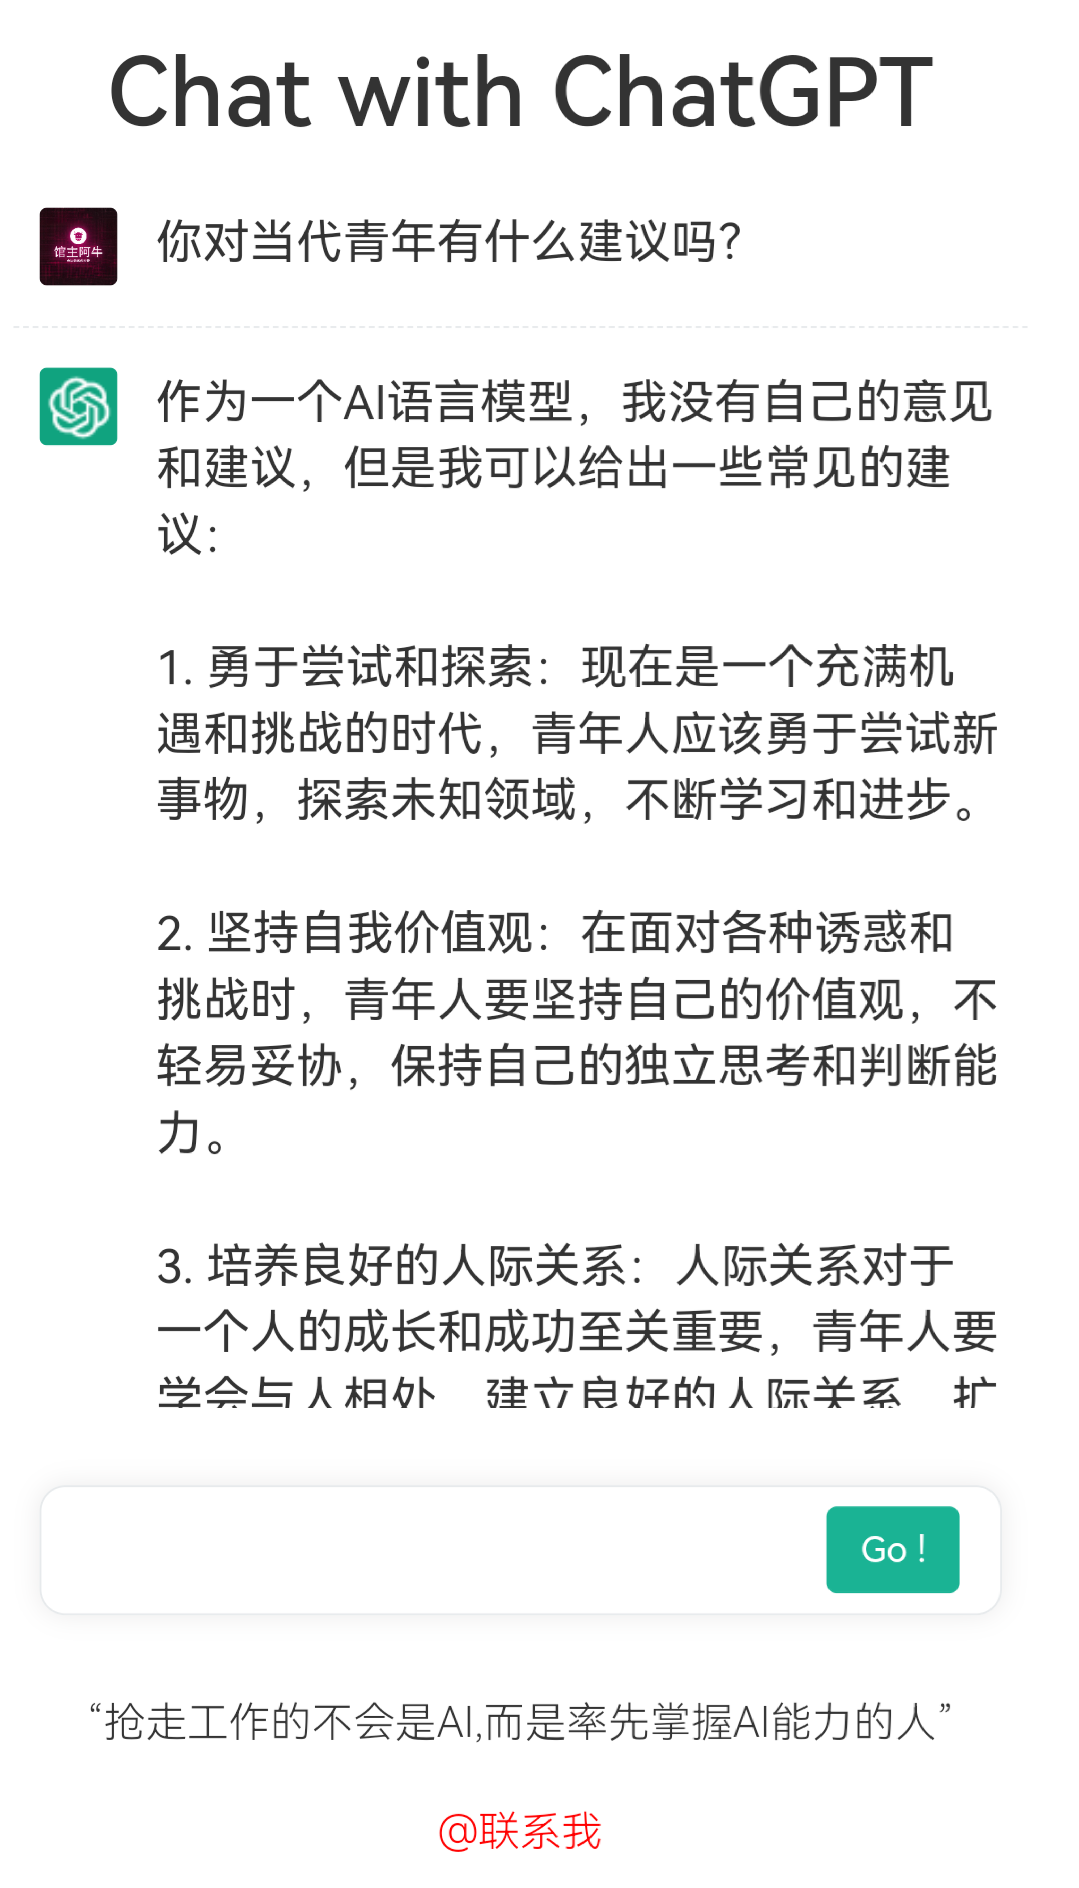 Chat with ChatGPT
馆主阿牛
你对当代青年有什么建议吗？
作为一个AI语言模型，我没有自己的意见
和建议，但是我可以给出一些常见的建
议：
1. 勇于尝试和探索：现在是一个充满机
遇和挑战的时代，青年人应该勇于尝试新
事物，探索未知领域，不断学习和进步。
2. 坚持自我价值观：在面对各种诱惑和
挑战时，青年人要坚持自己的价值观，不
轻易妥协，保持自己的独立思考和判断能
力。
3. 培养良好的人际关系：人际关系对于
一个人的成长和成功至关重要，青年人要
学会与人相处，建立良好的人际关系，扩
Go !
“抢走工作的不会是AI,而是率先掌握AI能力的人”
@联系我